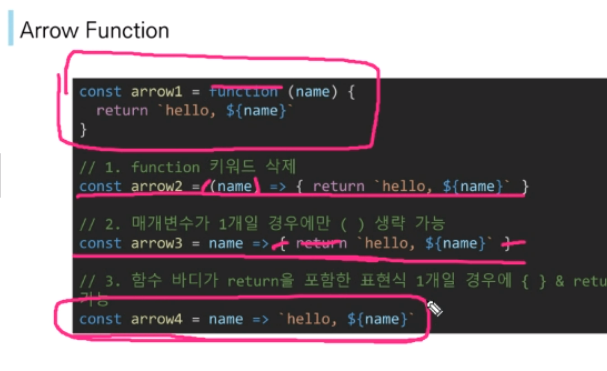 Arrow Function
const arrow1 = function (name) {
return `hello, ${name}`
}
// 1. function 키워드 삭제
const arrow2 = (name) => { return `hello, ${name}` }
// 2. 매개변수가 1개일 경우에만 ( ) 생략 가능
const arrow3 = name => { return `hello, ${name}` }
// 3. 함수 바디가 return을 포함한 표현식 1개일 경우에 { } & retu
가능
const arrow4 = name => `hello, ${name}`